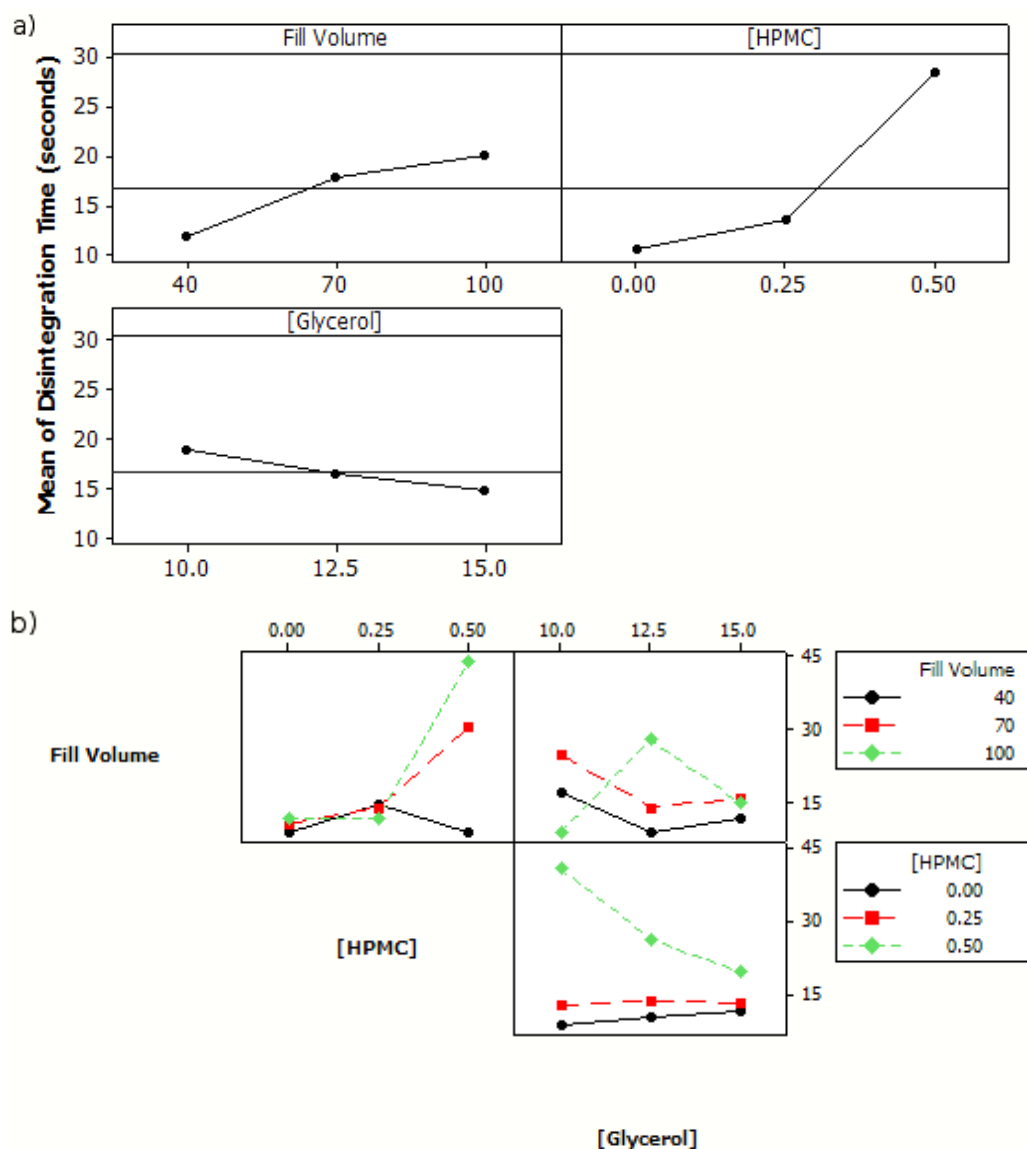 a)
Fill Volume [HPMC]
Mean of Disintegration Time (seconds)
30
25
20
15
10
40 70 100 0.00 0.25 0.50
[Glycerol]
30
25
20
15
10
10.0 12.5 15.0
b)
0.00 0.25 0.50 10.0 12.5 15.0
45
30
15
Fill Volume
Fill Volume
40
70
100
45
30
15
[HPMC]
[HPMC]
0.00
0.25
0.50
[Glycerol]